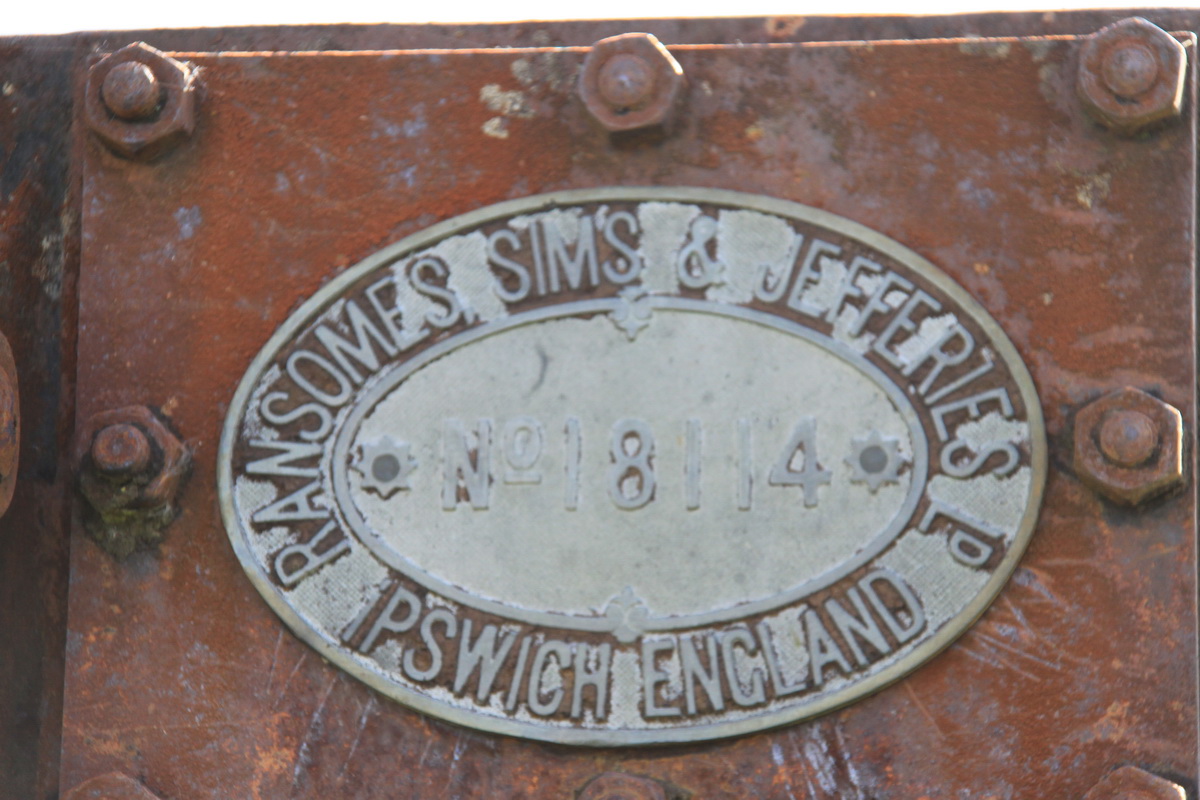 RANSOMES, SIMS & JEFFERIES LD
No 18114
IPSWICH ENGLAND